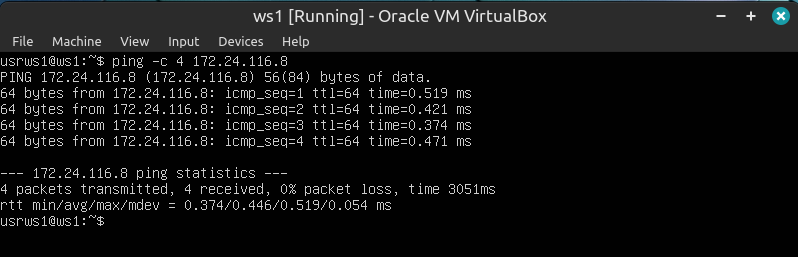 ws1 [Running] - Oracle VM VirtualBox
File Machine View Input Devices Help
usrws1@ws1:~$ ping -c 4 172.24.116.8
PING 172.24.116.8 (172.24.116.8) 56(84) bytes of data.
64 bytes from 172.24.116.8: icmp_seq=1 ttl=64 time=0.519 ms
64 bytes from 172.24.116.8: icmp_seq=2 ttl=64 time=0.421 ms
64 bytes from 172.24.116.8: icmp_seq=3 ttl=64 time=0.374 ms
64 bytes from 172.24.116.8: icmp_seq=4 ttl=64 time=0.471 ms
--- 172.24.116.8 ping statistics ---
4 packets transmitted, 4 received, 0% packet loss, time 3051ms
rtt min/avg/max/mdev = 0.374/0.446/0.519/0.054 ms
usrws1@ws1:~$